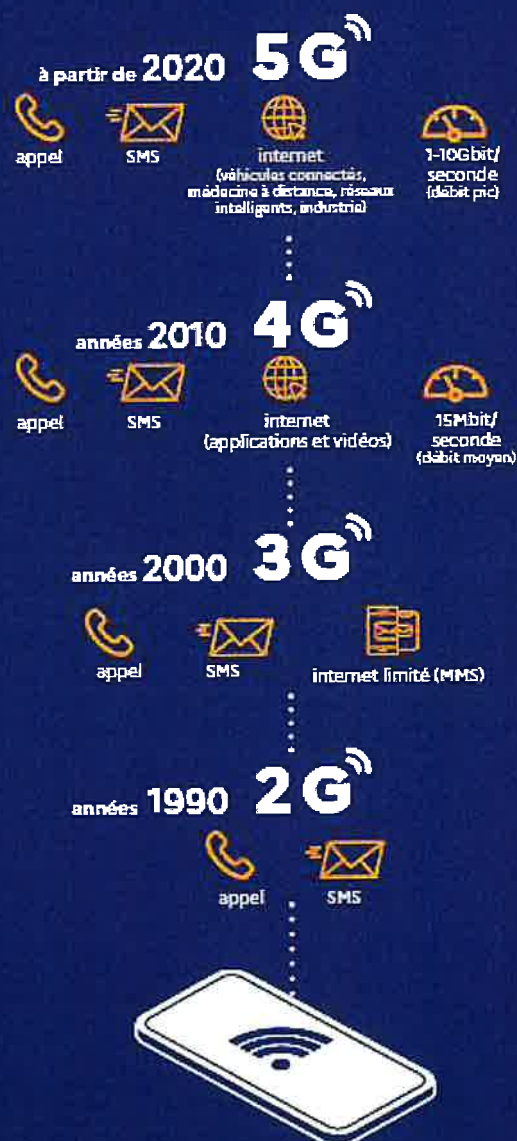 à partir de 2020 5G
appel
SMS
internet
(véhicules connectés,
médecine à distance, réseaux
intelligents, industrie)
1-10Gbit/
seconde
(débit pic)
années 2010 4G
appel
SMS
internet
(applications et vidéos)
15Mbit/
seconde
(débit moyen)
années 2000 3G
appel
SMS
internet limité (MMS)
années 1990 2G
appel
SMS